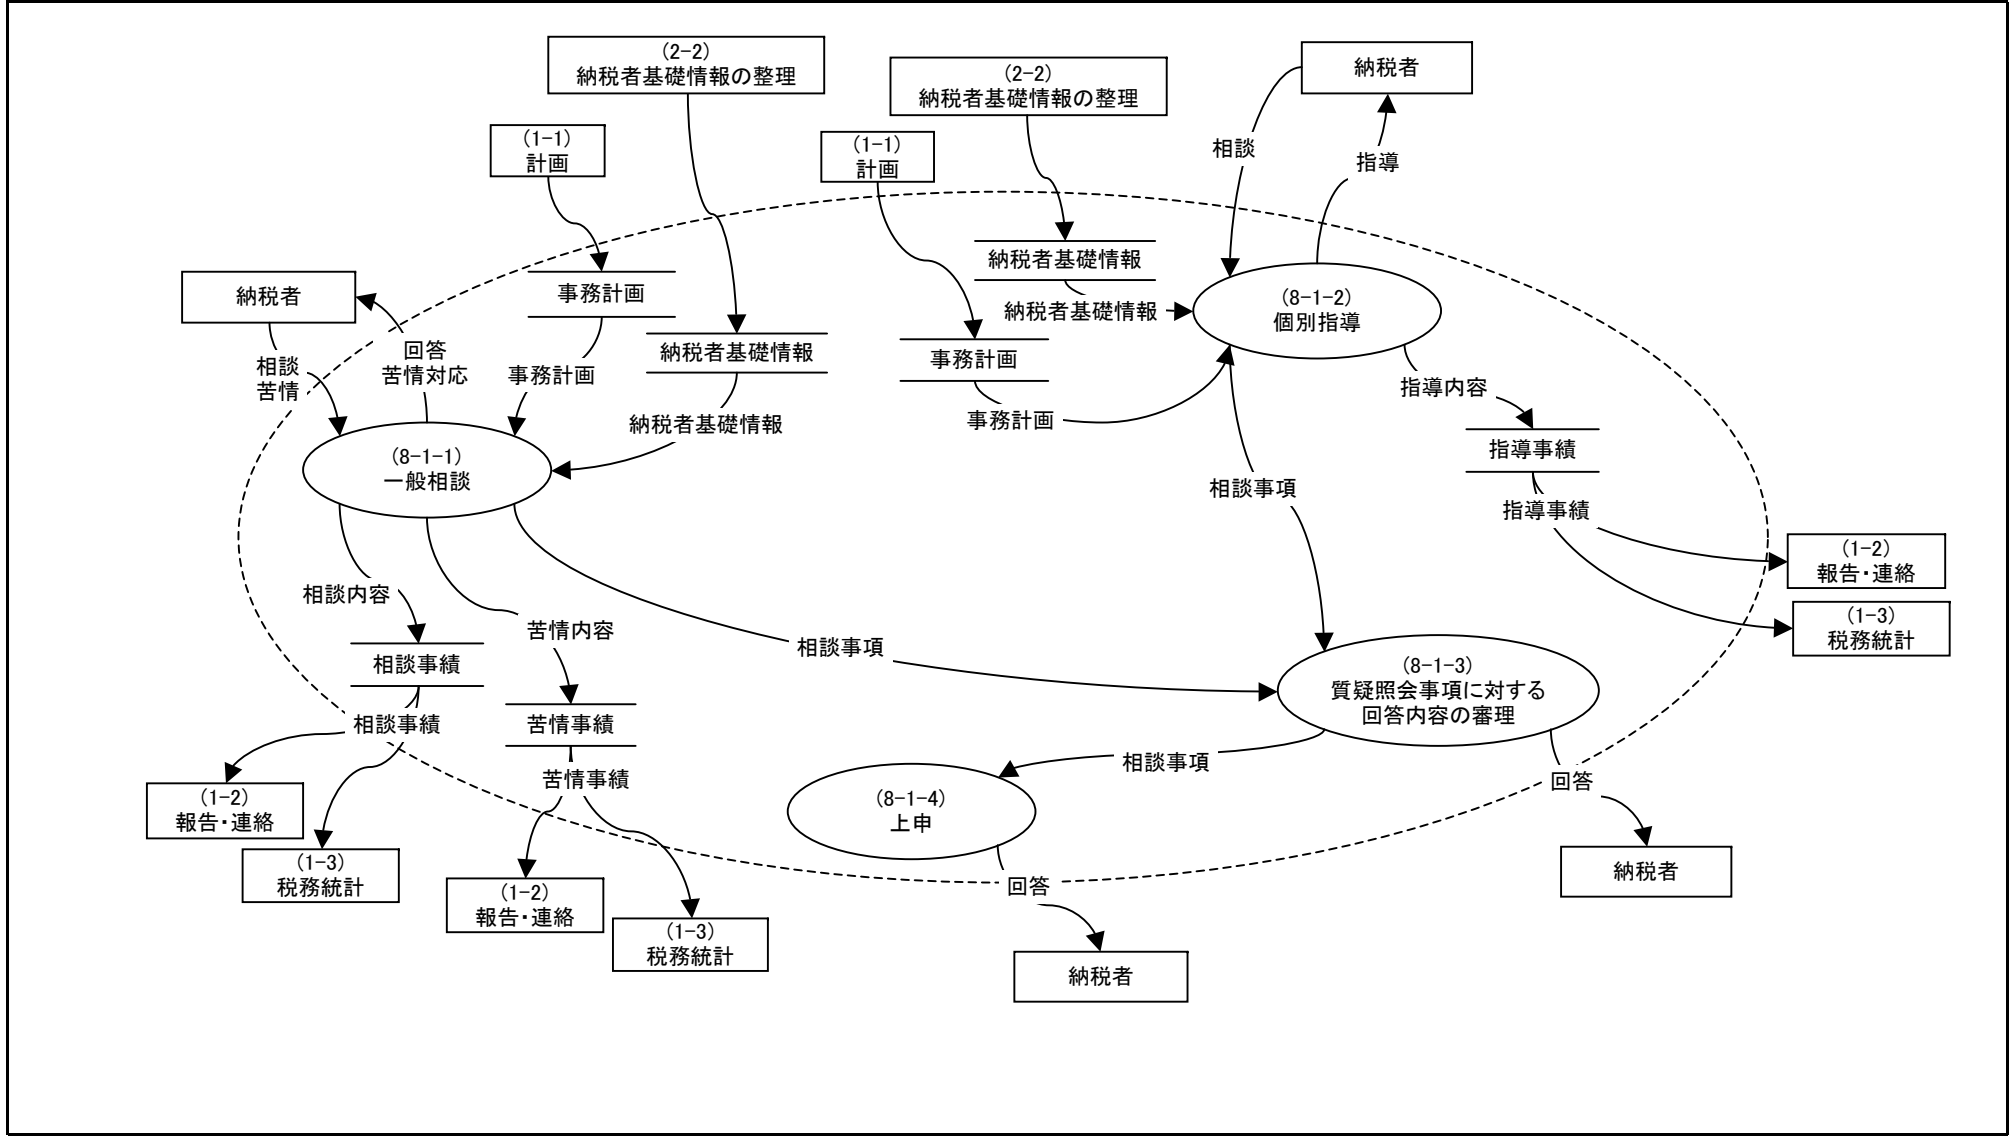 (2-2)
納税者基礎情報の整理
(2-2)
納税者基礎情報の整理
納税者
(1-1)
計画
(1-1)
計画
相談
指導
納税者
事務計画
納税者基礎情報
納税者基礎情報
(8-1-2)
個別指導
回答
苦情対応
相談
苦情
事務計画
納税者基礎情報
事務計画
納税者基礎情報
事務計画
指導内容
(8-1-1)
一般相談
指導事績
相談事項
指導事績
(1-2)
報告・連絡
(1-3)
税務統計
相談内容
苦情内容
相談事項
相談事績
(8-1-3)
質疑照会事項に対する
回答内容の審理
相談事績
苦情事績
相談事項
苦情事績
回答
(1-2)
報告・連絡
(8-1-4)
上申
(1-3)
税務統計
納税者
(1-2)
報告・連絡
回答
(1-3)
税務統計
納税者